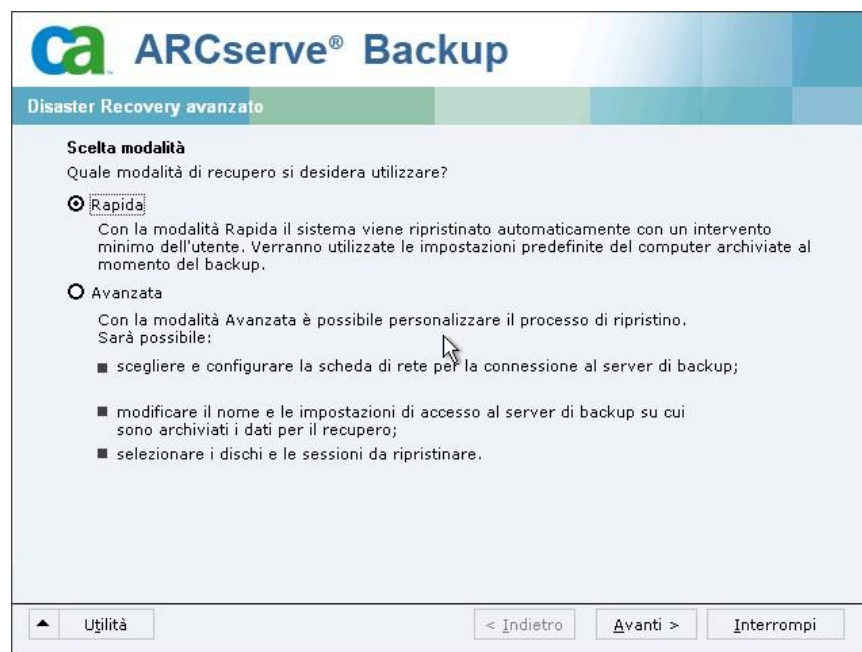 ca ARCserve® Backup
Disaster Recovery avanzato
Scelta modalità
Quale modalità di recupero si desidera utilizzare?
Rapida
Con la modalità Rapida il sistema viene ripristinato automaticamente con un intervento
minimo dell'utente. Verranno utilizzate le impostazioni predefinite del computer archiviate al
momento del backup.
Avanzata
Con la modalità Avanzata è possibile personalizzare il processo di ripristino.
Sarà possibile:
scegliere e configurare la scheda di rete per la connessione al server di backup;
modificare il nome e le impostazioni di accesso al server di backup su cui
sono archiviati i dati per il recupero;
selezionare i dischi e le sessioni da ripristinare.
Utilità < Indietro Avanti > Interrompi